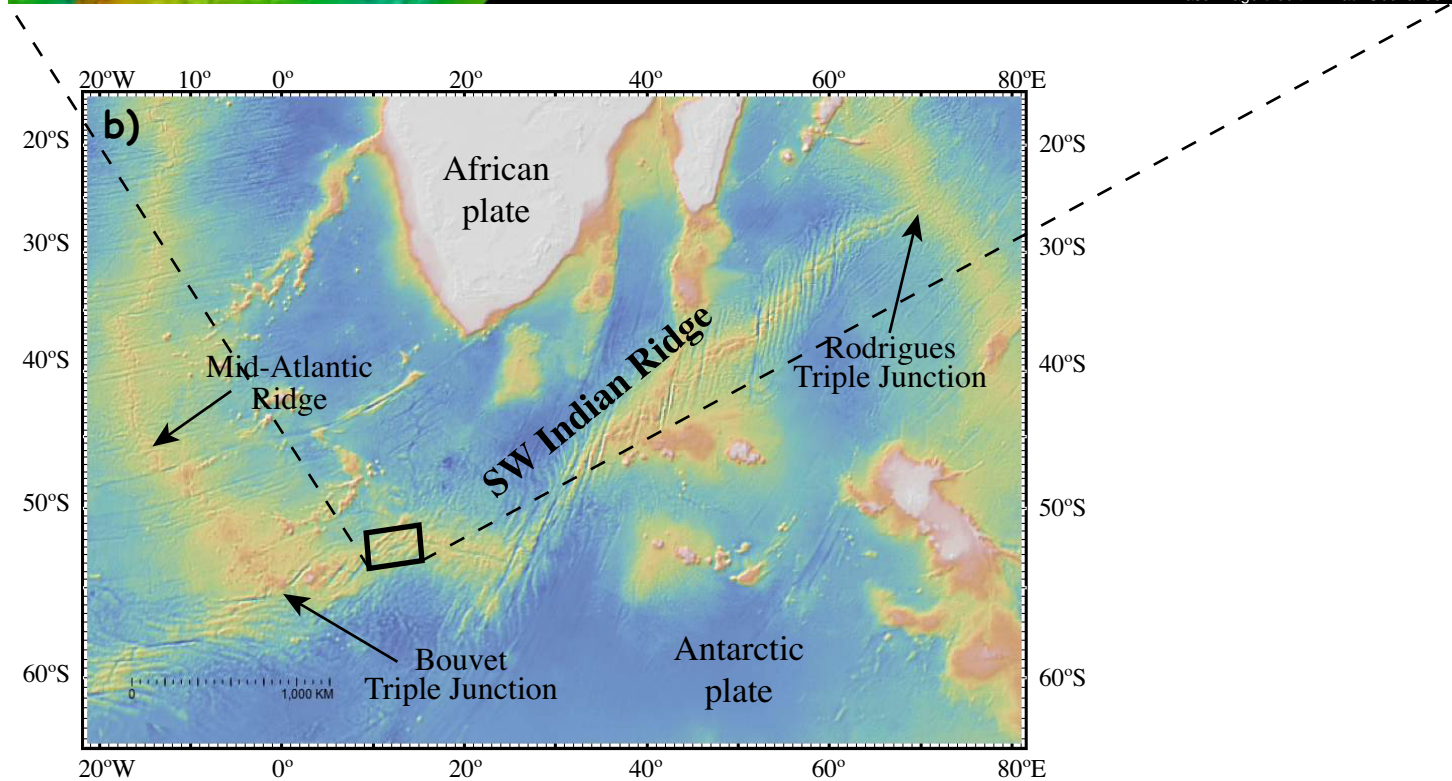 20ºW 10º 0º 20º 40º 60º 80ºE
b)
20ºS 20ºS
African
plate
30ºS 30ºS
40ºS 40ºS
Mid-Atlantic
Ridge
SW Indian Ridge
Rodrigues
Triple Junction
50ºS 50ºS
Bouvet
Triple Junction
Antarctic
plate
60ºS 60ºS
0 1,000 KM
20ºW 0º 20º 40º 60º 80ºE